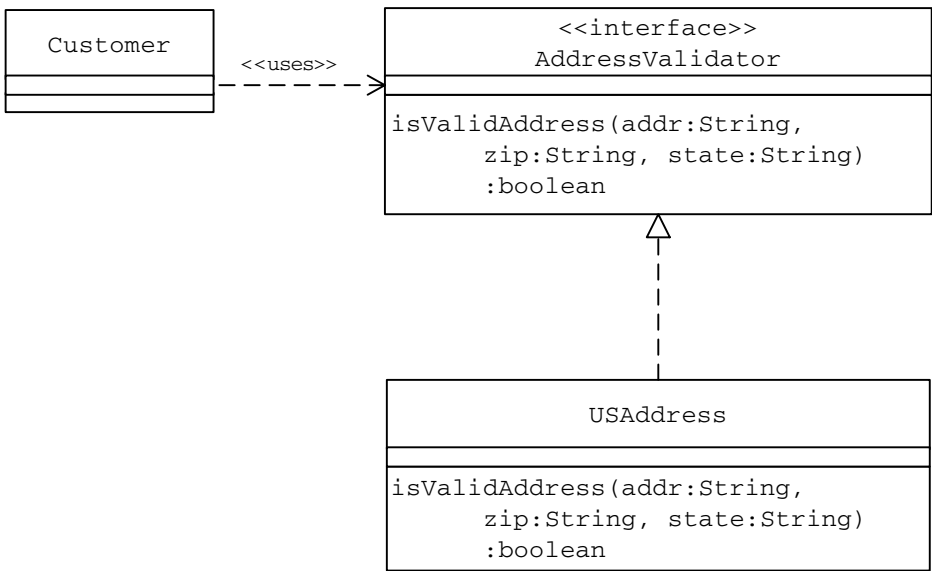 Customer
<<uses>>
<<interface>>
AddressValidator
isValidAddress(addr:String,
zip:String, state:String)
:boolean
USAddress
isValidAddress(addr:String,
zip:String, state:String)
:boolean